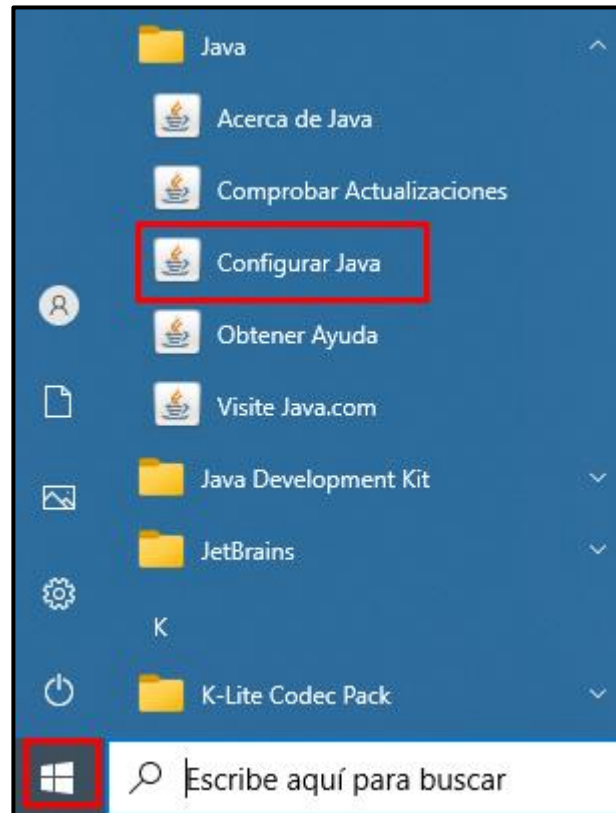 Java
Acerca de Java
Comprobar Actualizaciones
Configurar Java
Obtener Ayuda
Visite Java.com
Java Development Kit
JetBrains
K
K-Lite Codec Pack
Escribe aquí para buscar